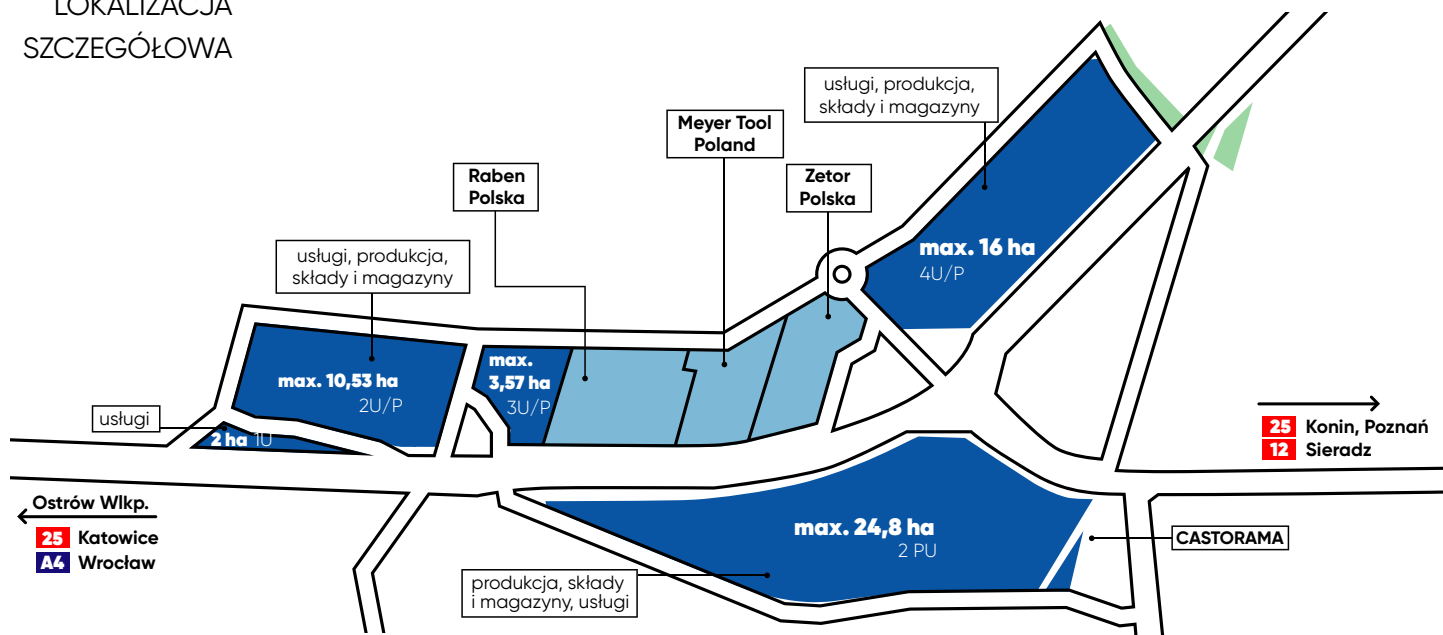 LOKALIZACJA
SZCZEGÓŁOWA
usługi, produkcja,
składy i magazyny
Meyer Tool
Poland
Raben
Polska
Zetor
Polska
usługi, produkcja,
składy i magazyny
max. 16 ha
4U/P
max.
3,57 ha
3U/P
max. 10,53 ha
2U/P
usługi
2 ha 1U
25 Konin, Poznań
12 Sieradz
Ostrów Wlkp.
25 Katowice
A4 Wrocław
max. 24,8 ha
2 PU
CASTORAMA
produkcja, składy
i magazyny, usługi